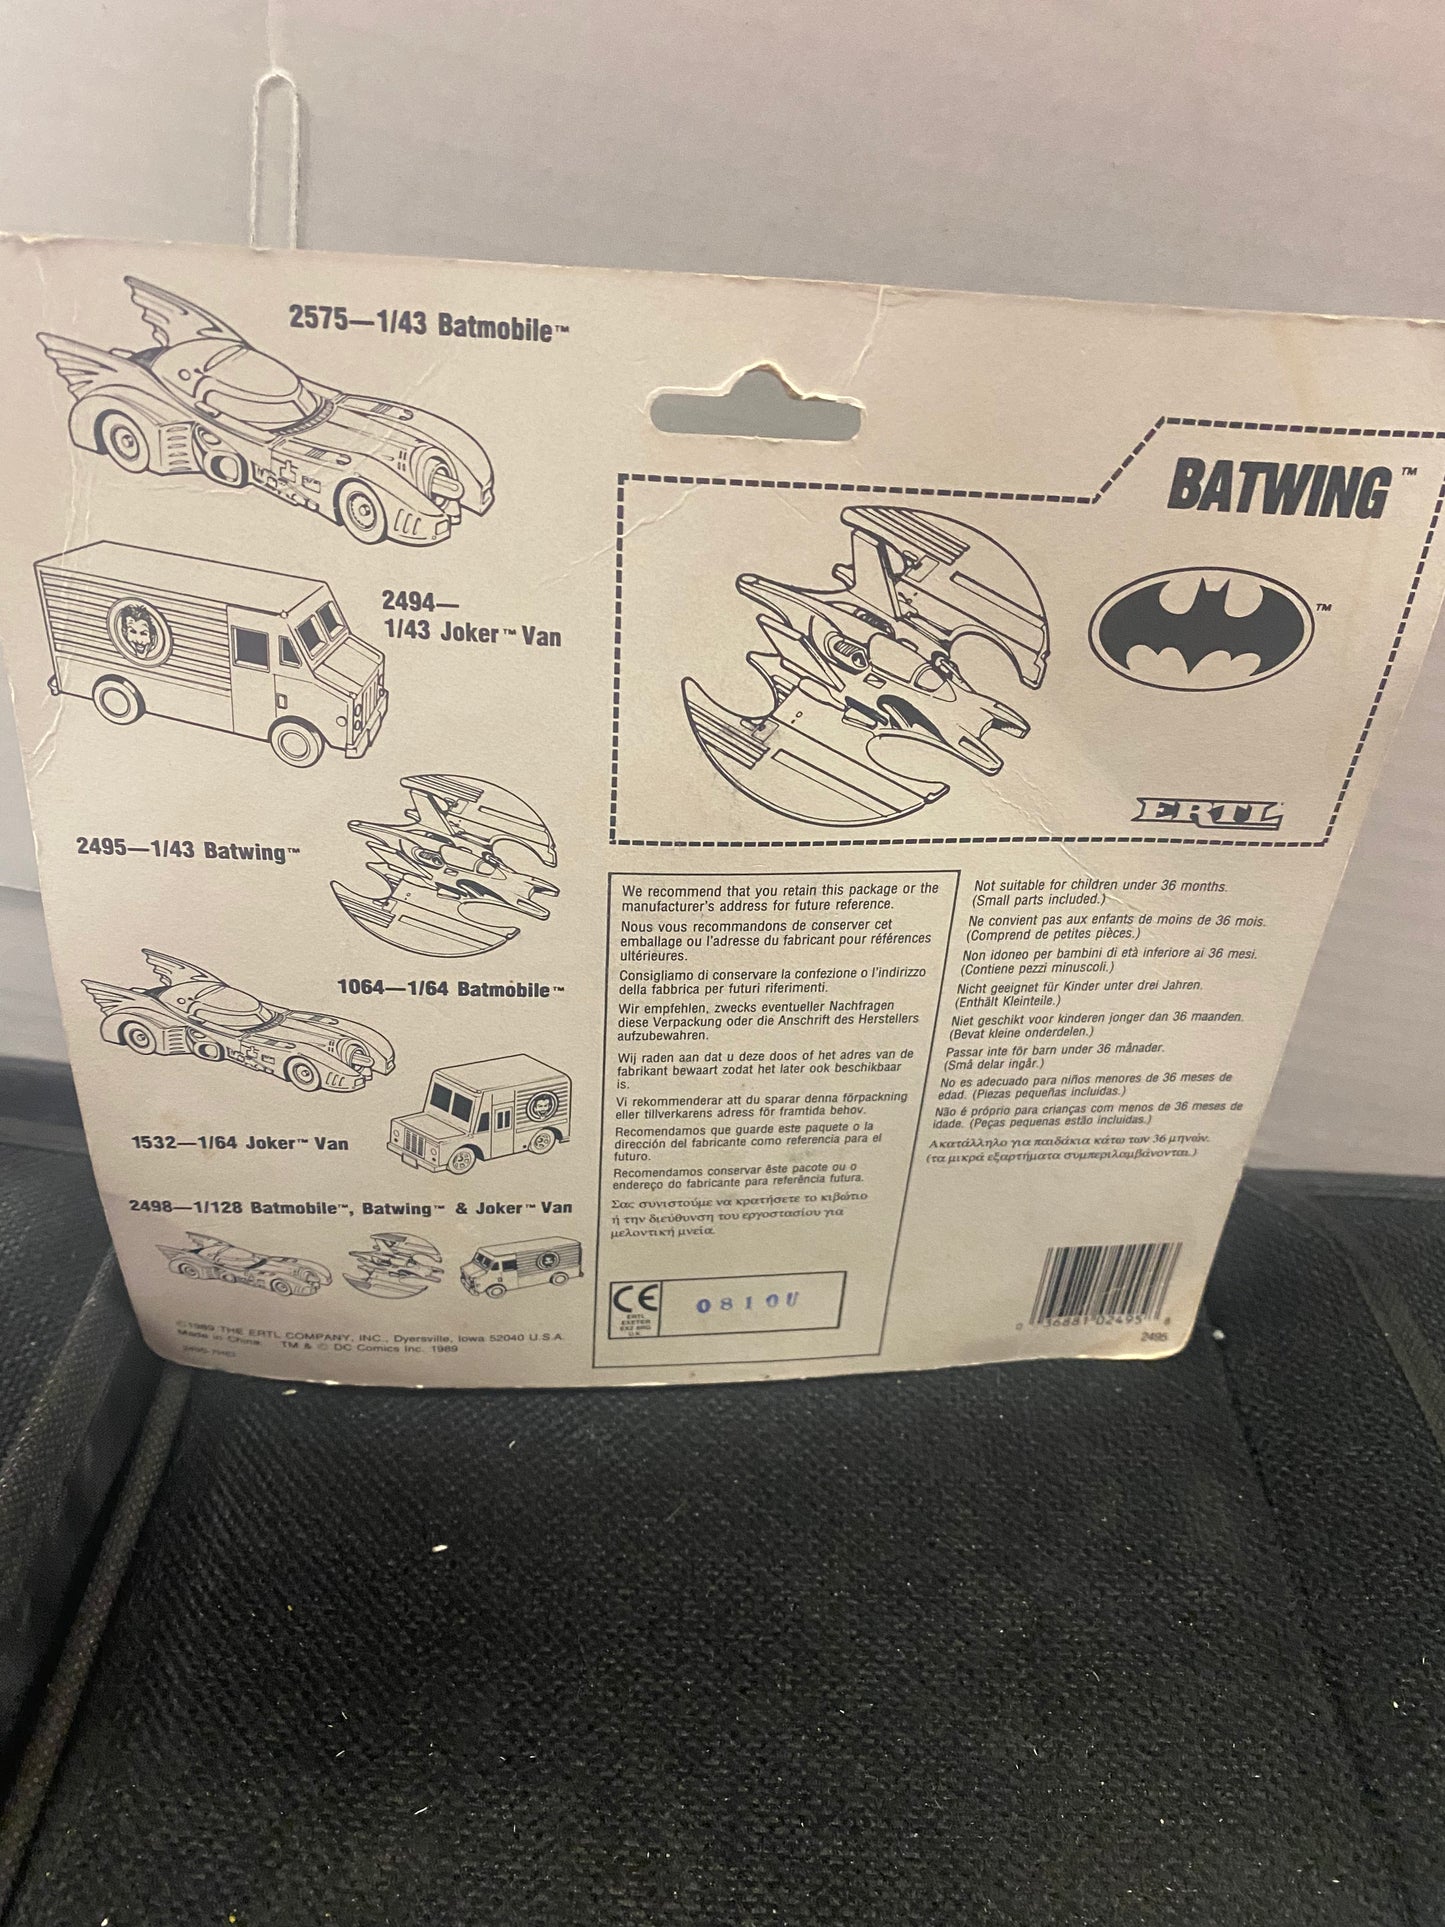 2575—1/43 Batmobile™
2494—
1/43 Joker™ Van
2495—1/43 Batwing™
1064—1/64 Batmobile™
1532—1/64 Joker™ Van
2498—1/128 Batmobile™, Batwing™ & Joker™ Van
©1989 THE ERTL COMPANY, INC., Dyersville, Iowa 52040 U.S.A.
Made in China. TM & © DC Comics Inc. 1989
BATWING™
TM
ERTL
We recommend that you retain this package or the
manufacturer's address for future reference.
Nous vous recommandons de conserver cet
emballage ou l'adresse du fabricant pour références
ultérieures.
Consigliamo di conservare la confezione o l'indirizzo
della fabbrica per futuri riferimenti.
Wir empfehlen, zwecks eventueller Nachfragen
diese Verpackung oder die Anschrift des Herstellers
aufzubewahren.
Wij raden aan dat u deze doos of het adres van de
fabrikant bewaart zodat het later ook beschikbaar
is.
Vi rekommenderar att du sparar denna förpackning
eller tillverkarens adress för framtida behov.
Recomendamos que guarde este paquete o la
dirección del fabricante como referencia para el
futuro.
Recomendamos conservar êste pacote ou o
endereço do fabricante para referência futura.
Σας συνιστούμε να κρατήσετε το κιβώτιο
ή την διεύθυνση του εργοστασίου για
μελοντική μνεία.
CE
ERTL
EXETER
EX2 8RG
U.K.
0810U
Not suitable for children under 36 months.
(Small parts included.)
Ne convient pas aux enfants de moins de 36 mois.
(Comprend de petites pièces.)
Non idoneo per bambini di età inferiore ai 36 mesi.
(Contiene pezzi minuscoli.)
Nicht geeignet für Kinder unter drei Jahren.
(Enthält Kleinteile.)
Niet geschikt voor kinderen jonger dan 36 maanden.
(Bevat kleine onderdelen.)
Passar inte för barn under 36 månader.
(Små delar ingår.)
No es adecuado para niños menores de 36 meses de
edad. (Piezas pequeñas incluidas.)
Não é próprio para crianças com menos de 36 meses de
idade. (Peças pequenas estão incluidas.)
Ακατάλληλο για παιδάκια κάτω των 36 μηνών.
(τα μικρά εξαρτήματα συμπεριλαμβάνονται.)
0 36881 02495 8
2495